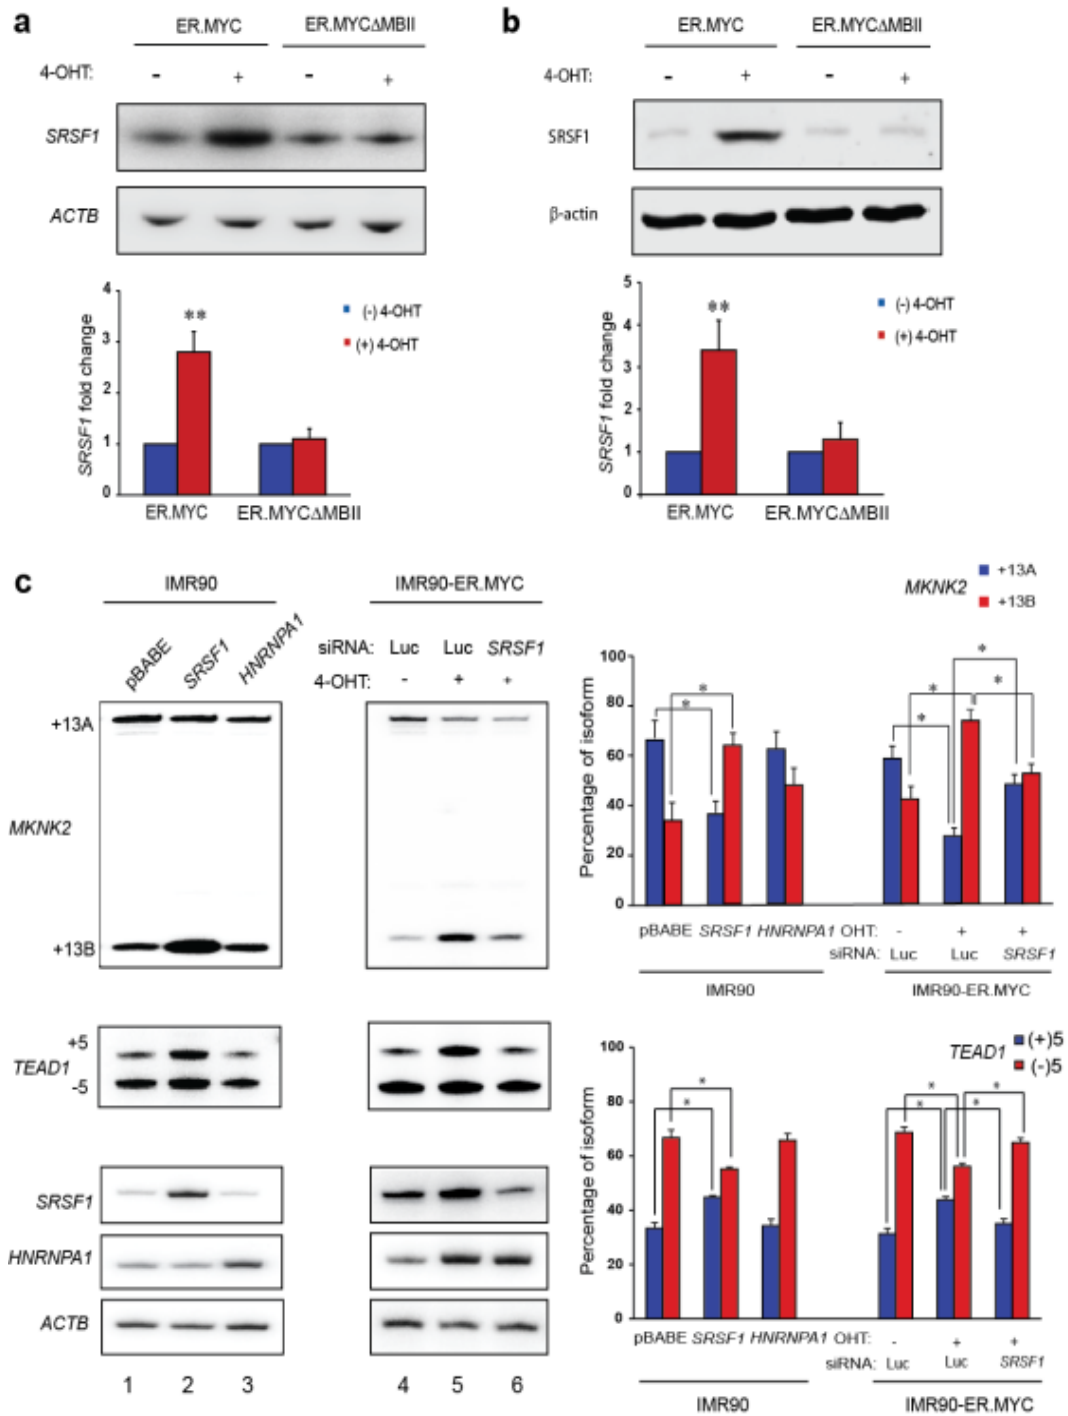 a
ER.MYC ER.MYCΔMBII
4-OHT: - + - +
SRSF1
ACTB
4
3
2
1
0
SRSF1 fold change
**
(-) 4-OHT
(+) 4-OHT
ER.MYC ER.MYCΔMBII
b
ER.MYC ER.MYCΔMBII
4-OHT: - + - +
SRSF1
β-actin
5
4
3
2
1
0
SRSF1 fold change
**
(-) 4-OHT
(+) 4-OHT
ER.MYC ER.MYCΔMBII
c
IMR90
pBABE SRSF1 HNRNPA1
IMR90-ER.MYC
siRNA: Luc Luc SRSF1
4-OHT: - + +
+13A
MKNK2
+13B
+5
TEAD1
-5
SRSF1
HNRNPA1
ACTB
1 2 3 4 5 6
MKNK2
+13A
+13B
Percentage of isoform
100
80
60
40
20
0
* * * * * *
pBABE SRSF1 HNRNPA1 OHT: - + +
siRNA: Luc Luc SRSF1
IMR90 IMR90-ER.MYC
TEAD1
(+)5
(-)5
Percentage of isoform
100
80
60
40
20
0
* * * * * *
pBABE SRSF1 HNRNPA1 OHT: - + +
siRNA: Luc Luc SRSF1
IMR90 IMR90-ER.MYC